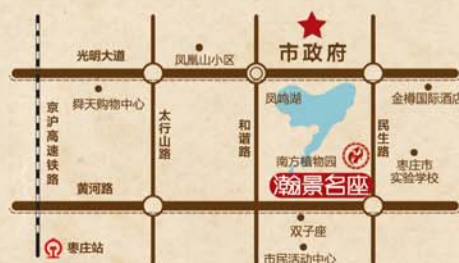 光明大道
凤凰山小区
市政府
舜天购物中心
凤鸣湖
金樽国际酒店
京沪高速铁路
太行山路
和谐路
民生路
南方植物园
枣庄市
实验学校
黄河路
瀚景名座
双子座
枣庄站
市民活动中心